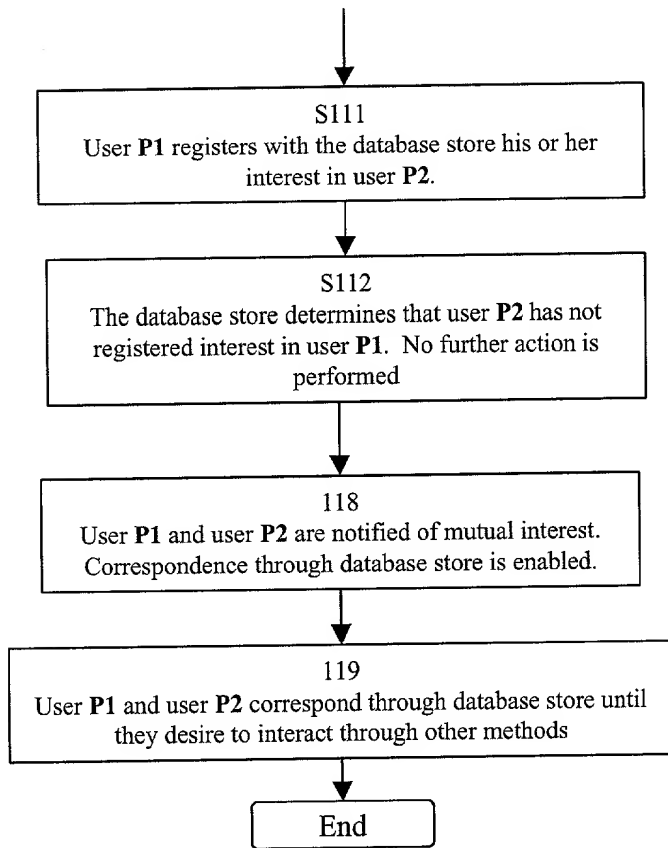 S111
User P1 registers with the database store his or her
interest in user P2.
S112
The database store determines that user P2 has not
registered interest in user P1. No further action is
performed
118
User P1 and user P2 are notified of mutual interest.
Correspondence through database store is enabled.
119
User P1 and user P2 correspond through database store until
they desire to interact through other methods
End